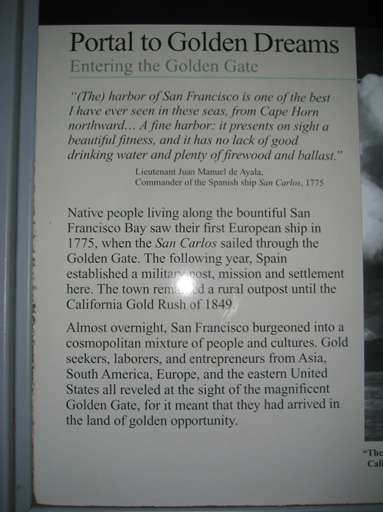 Portal to Golden Dreams
Entering the Golden Gate
"(The) harbor of San Francisco is one of the best
I have ever seen in these seas, from Cape Horn
northward... A fine harbor: it presents on sight a
beautiful fitness, and it has no lack of good
drinking water and plenty of firewood and ballast."
Lieutenant Juan Manuel de Ayala,
Commander of the Spanish ship San Carlos, 1775
Native people living along the bountiful San
Francisco Bay saw their first European ship in
1775, when the San Carlos sailed through the
Golden Gate. The following year, Spain
established a military post, mission and settlement
here. The town remained a rural outpost until the
California Gold Rush of 1849.
Almost overnight, San Francisco burgeoned into a
cosmopolitan mixture of people and cultures. Gold
seekers, laborers, and entrepreneurs from Asia,
South America, Europe, and the eastern United
States all reveled at the sight of the magnificent
Golden Gate, for it meant that they had arrived in
the land of golden opportunity.
"The